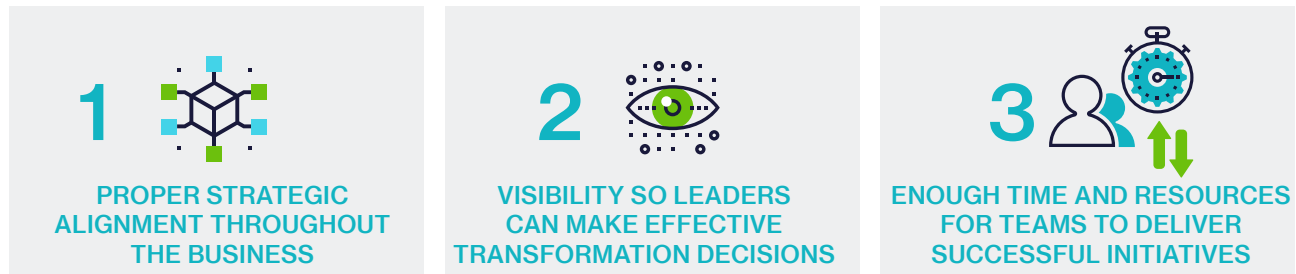 1
PROPER STRATEGIC
ALIGNMENT THROUGHOUT
THE BUSINESS
2
VISIBILITY SO LEADERS
CAN MAKE EFFECTIVE
TRANSFORMATION DECISIONS
3
ENOUGH TIME AND RESOURCES
FOR TEAMS TO DELIVER
SUCCESSFUL INITIATIVES